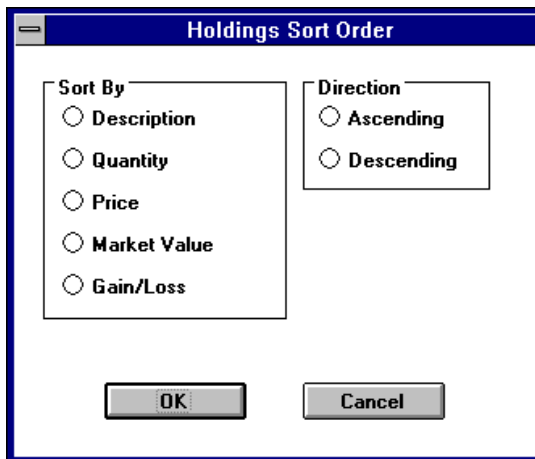 Holdings Sort Order
Sort By
Description
Quantity
Price
Market Value
Gain/Loss
Direction
Ascending
Descending
OK
Cancel